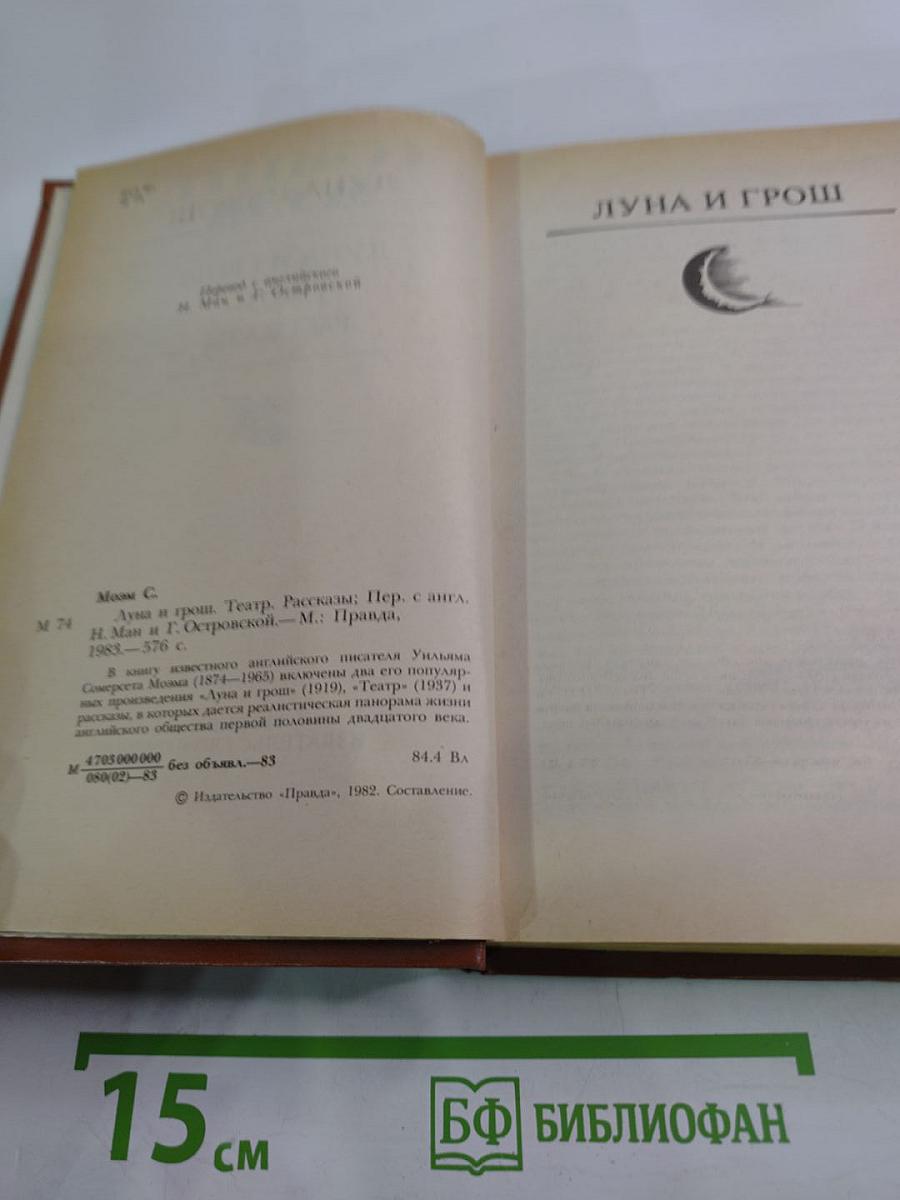 84.4
Перевод с английского
Н. Ман и Г. Островской
Моэм С.
М 74 Луна и грош. Театр. Рассказы; Пер. с англ.
Н. Ман и Г. Островской.— М.: Правда,
1983.—576 с.
В книгу известного английского писателя Уильяма
Сомерсета Моэма (1874—1965) включены два его популяр-
ных произведения «Луна и грош» (1919), «Театр» (1937) и
рассказы, в которых дается реалистическая панорама жизни
английского общества первой половины двадцатого века.
М 4703000000
080(02)—83 без объявл.—83 84.4 Вл
© Издательство «Правда», 1982. Составление.
ЛУНА И ГРОШ
15 см
БФ БИБЛИОФАН